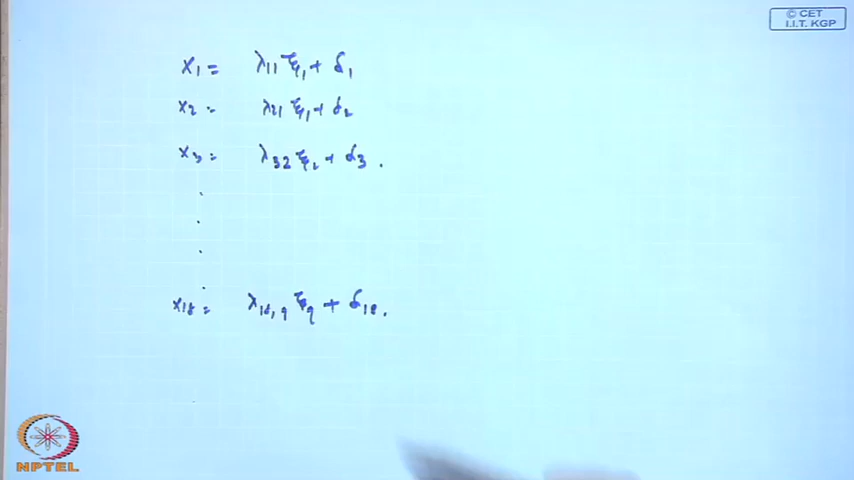 © CET
I.I.T. KGP
x₁ = λ₁₁ ξ₁ + δ₁
x₂ = λ₂₁ ξ₁ + δ₂
x₃ = λ₃₂ ξ₂ + δ₃ .
.
.
.
.
x₁₈ = λ₁₈,₉ ξ₉ + δ₁₈ .
NPTEL